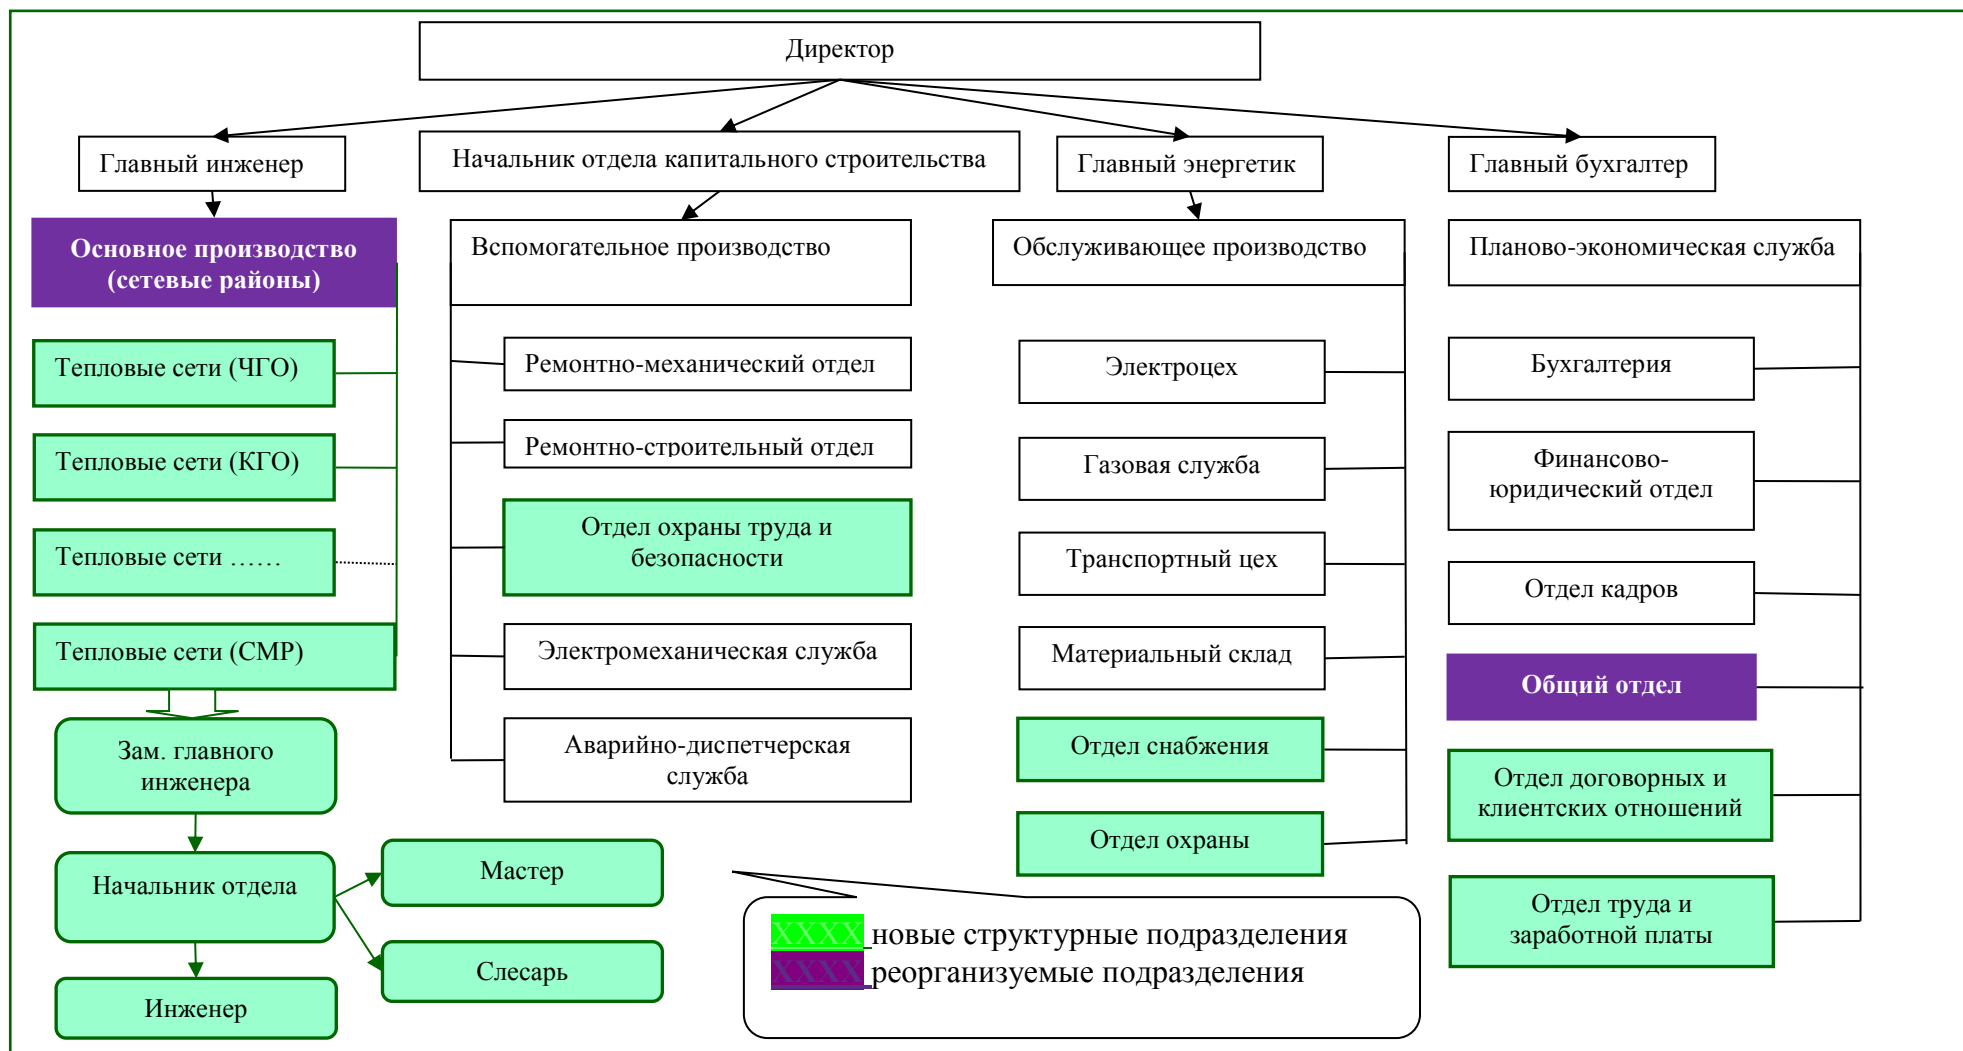 Директор
Главный инженер
Начальник отдела капитального строительства
Главный энергетик
Главный бухгалтер
Основное производство
(сетевые районы)
Вспомогательное производство
Обслуживающее производство
Планово-экономическая служба
Тепловые сети (ЧГО)
Тепловые сети (КГО)
Тепловые сети ……
Тепловые сети (СМР)
Зам. главного
инженера
Начальник отдела
Инженер
Мастер
Слесарь
Ремонтно-механический отдел
Ремонтно-строительный отдел
Отдел охраны труда и
безопасности
Электромеханическая служба
Аварийно-диспетчерская
служба
Электроцех
Газовая служба
Транспортный цех
Материальный склад
Отдел снабжения
Отдел охраны
Бухгалтерия
Финансово-
юридический отдел
Отдел кадров
Общий отдел
Отдел договорных и
клиентских отношений
Отдел труда и
заработной платы
ХХХХ новые структурные подразделения
ХХХХ реорганизуемые подразделения